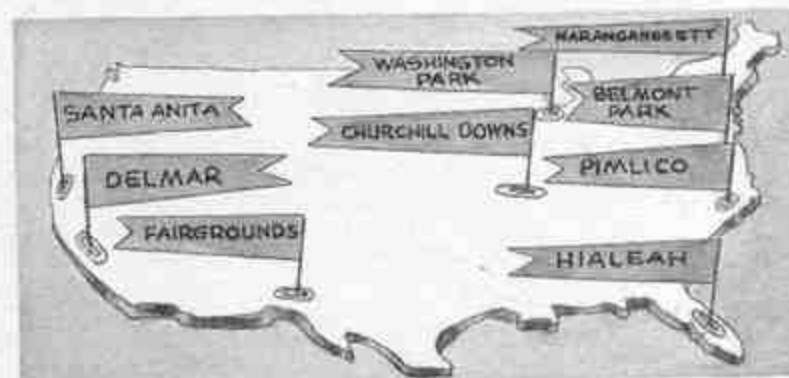 NARANGANSETT
WASHINGTON
PARK
SANTA ANITA
BELMONT
PARK
CHURCHILL DOWNS
DELMAR
PIMLICO
FAIRGROUNDS
HIALEAH